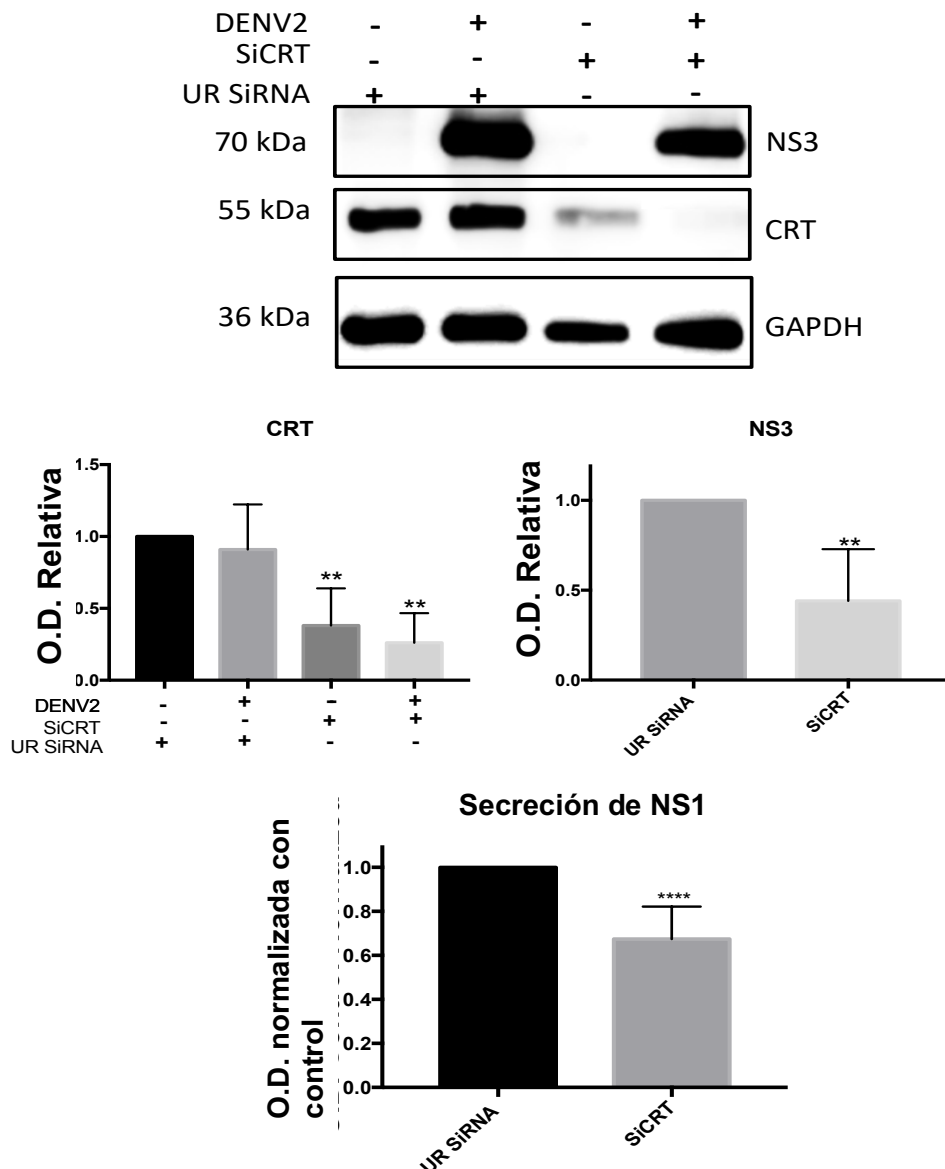 DENV2 - + - +
SiCRT - - + +
UR SiRNA + + - -
70 kDa NS3
55 kDa CRT
36 kDa GAPDH
CRT
O.D. Relativa
1.5
1.0
0.5
0.0
** **
DENV2 - + - +
SiCRT - - + +
UR SiRNA + + - -
NS3
O.D. Relativa
1.0
0.5
0.0
**
UR SiRNA SiCRT
Secreción de NS1
O.D. normalizada con
control
1.0
0.8
0.6
0.4
0.2
0.0
****
UR SiRNA SiCRT